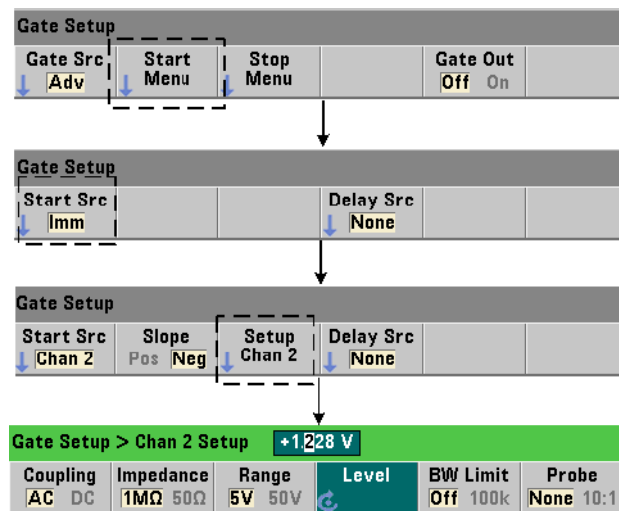 Gate Setup
Gate Src Start Stop Gate Out
Adv Menu Menu Off On
Gate Setup
Start Src Delay Src
Imm None
Gate Setup
Start Src Slope Setup Delay Src
Chan 2 Pos Neg Chan 2 None
Gate Setup > Chan 2 Setup +1.228 V
Coupling Impedance Range Level BW Limit Probe
AC DC 1MΩ 50Ω 5V 50V Off 100k None 10:1